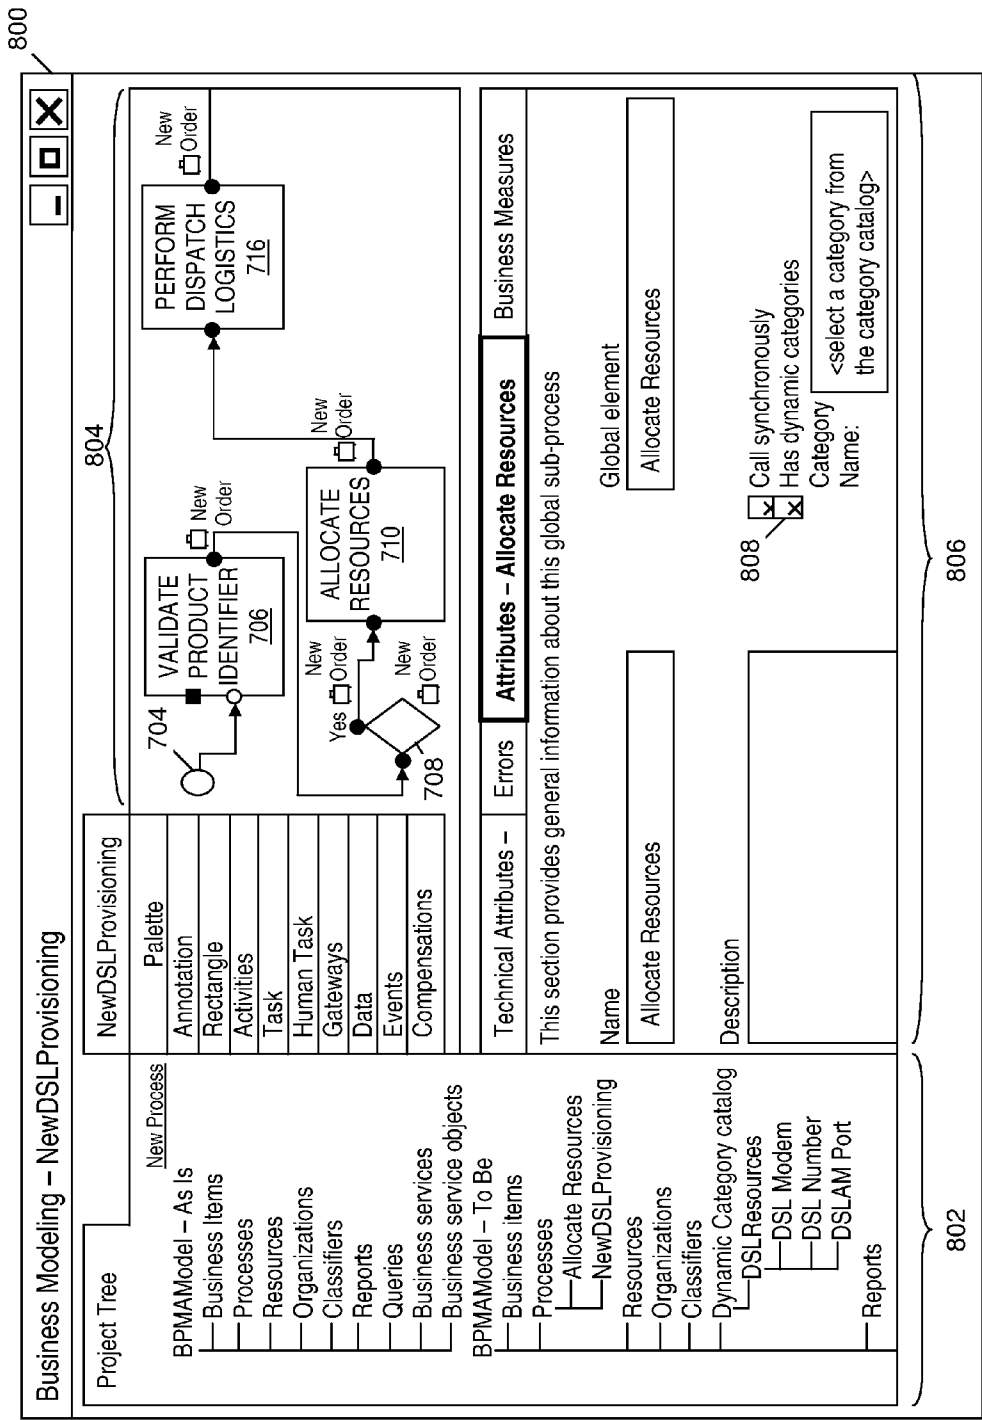 800
Business Modeling – NewDSLProvisioning
Project Tree
New Process
BPMAModel – As Is
Business Items
Processes
Resources
Organizations
Classifiers
Reports
Queries
Business services
Business service objects
BPMAModel – To Be
Business items
Processes
Allocate Resources
NewDSLProvisioning
Resources
Organizations
Classifiers
Dynamic Category catalog
DSLResources
DSL Modem
DSL Number
DSLAM Port
Reports
802
NewDSLProvisioning
Palette
Annotation
Rectangle
Activities
Task
Human Task
Gateways
Data
Events
Compensations
804
704
VALIDATE
PRODUCT
IDENTIFIER
706
New
Order
708
Yes
New
Order
New
Order
ALLOCATE
RESOURCES
710
New
Order
PERFORM
DISPATCH
LOGISTICS
716
New
Order
Technical Attributes –
Errors
Attributes – Allocate Resources
Business Measures
This section provides general information about this global sub-process
Name
Allocate Resources
Global element
Allocate Resources
Description
808
Call synchronously
Has dynamic categories
Category
Name:
<select a category from
the category catalog>
806